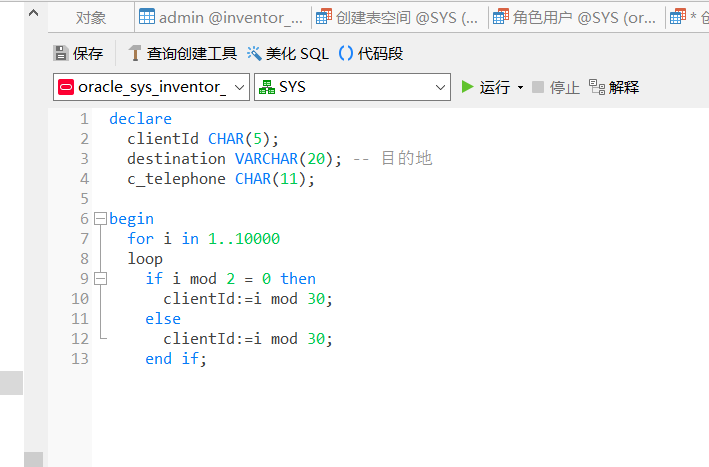 对象 admin @inventor_... 创建表空间 @SYS (... 角色用户 @SYS (or... * 创
保存 查询创建工具 美化 SQL () 代码段
oracle_sys_inventor_ SYS 运行 停止 解释
1 declare
2 clientId CHAR(5);
3 destination VARCHAR(20); -- 目的地
4 c_telephone CHAR(11);
5
6 begin
7 for i in 1..10000
8 loop
9 if i mod 2 = 0 then
10 clientId:=i mod 30;
11 else
12 clientId:=i mod 30;
13 end if;